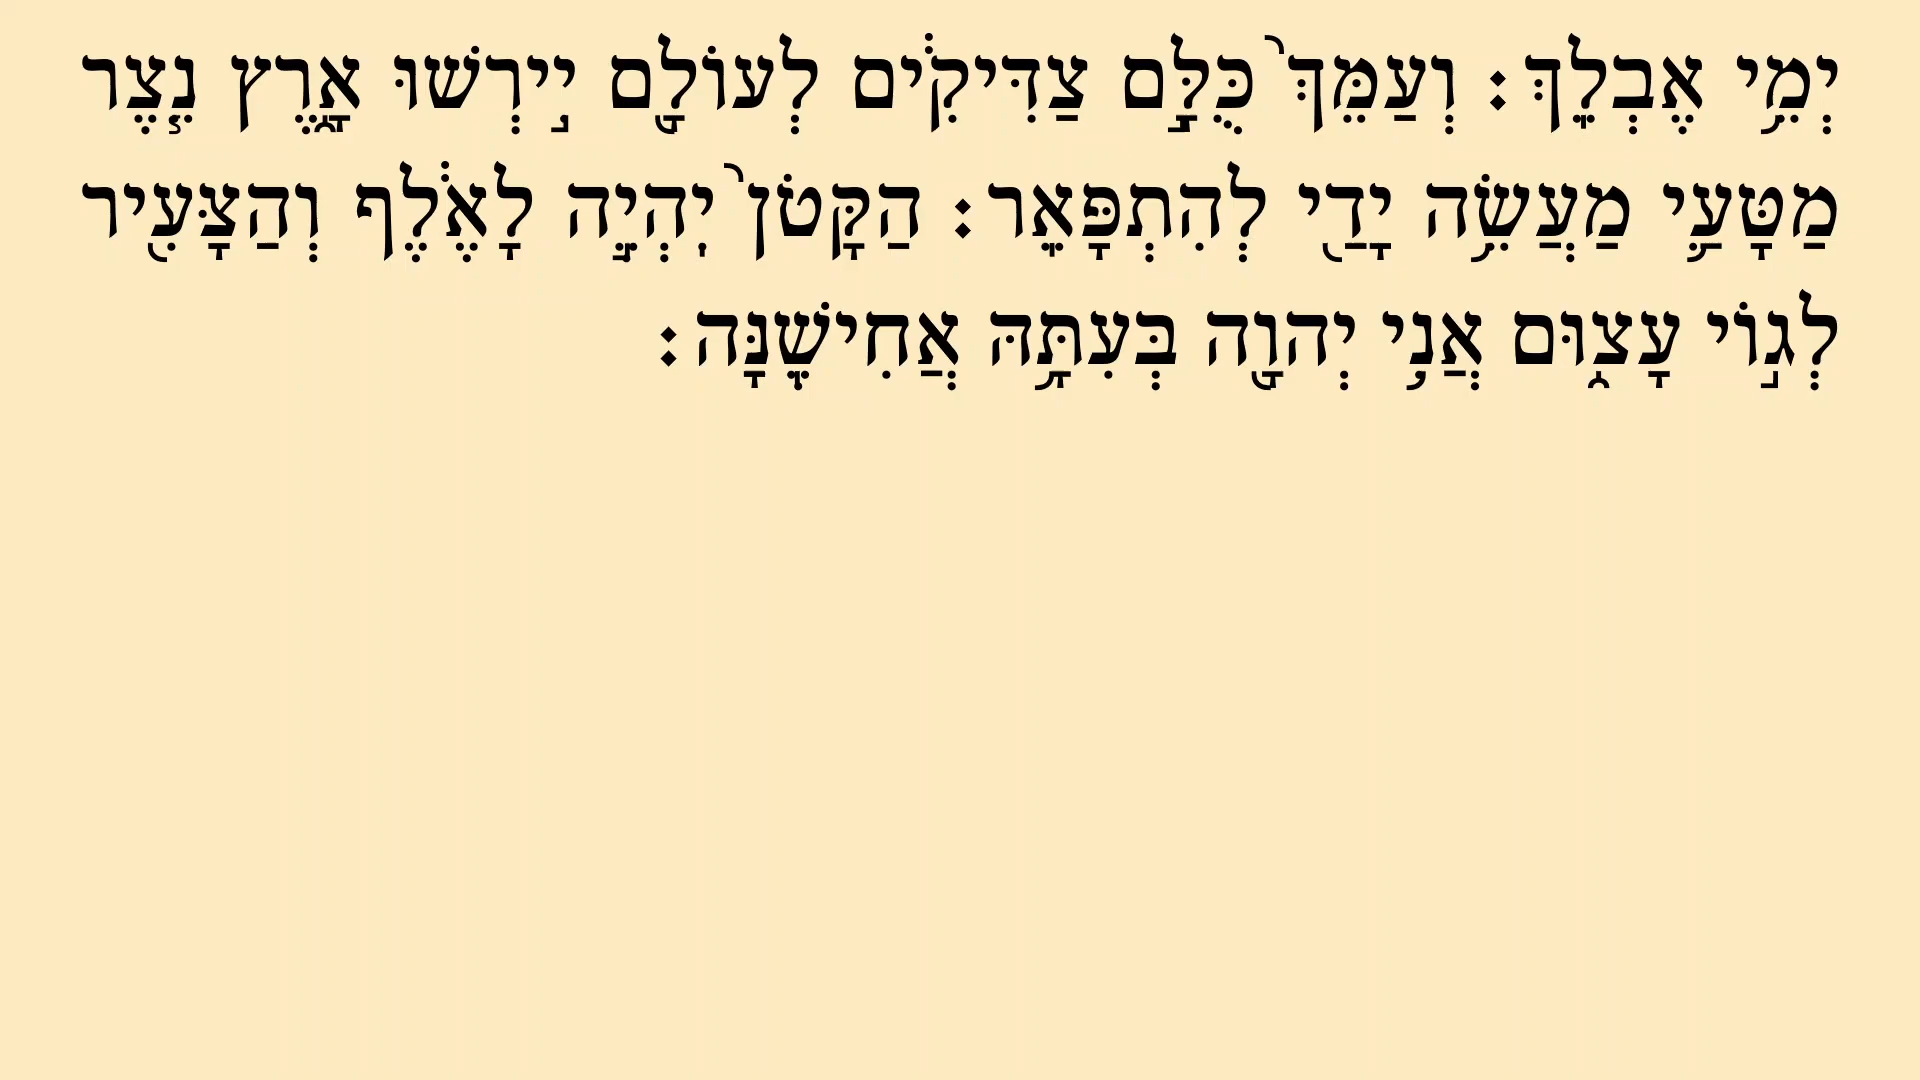 יְמֵ֥י אֶבְלֵֽךְ׃ וְעַמֵּךְ֙ כֻּלָּ֣ם צַדִּיקִ֔ים לְעוֹלָ֖ם יִ֣ירְשׁוּ אָ֑רֶץ נֵ֧צֶר
מַטָּעַ֛י מַעֲשֵׂ֥ה יָדַ֖י לְהִתְפָּאֵֽר׃ הַקָּטֹן֙ יִֽהְיֶ֣ה לָאֶ֔לֶף וְהַצָּעִ֖יר
לְג֣וֹי עָצ֑וּם אֲנִ֥י יְהוָ֖ה בְּעִתָּ֥הּ אֲחִישֶֽׁנָּה׃